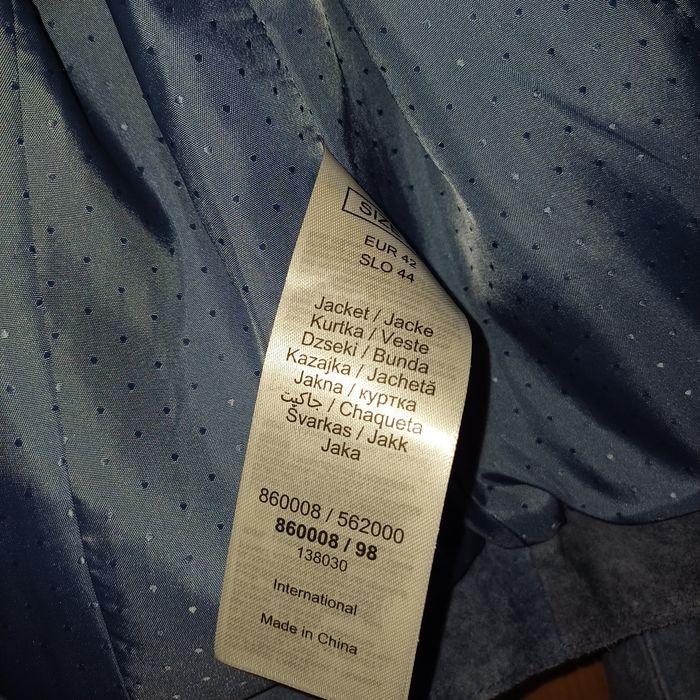 SIZE
EUR 42
SLO 44
Jacket / Jacke
Kurtka / Veste
Dzseki / Bunda
Kazajka / Jachetă
Jakna / куртка
جاكيت / Chaqueta
Švarkas / Jakk
Jaka
860008 / 562000
860008 / 98
138030
International
Made in China